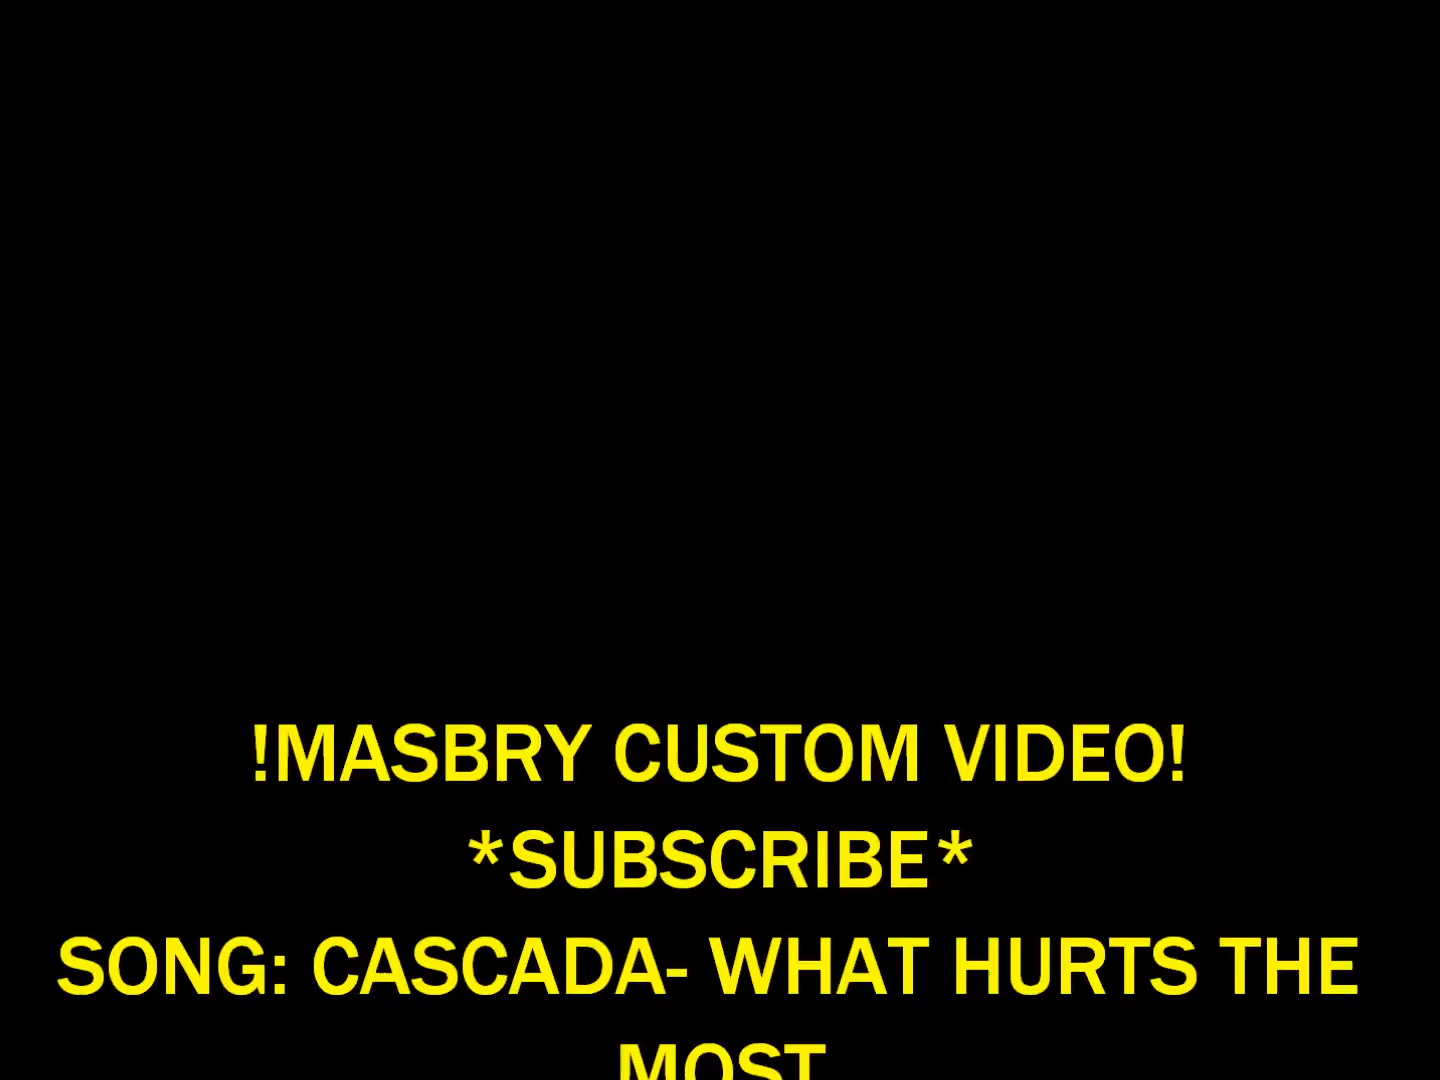 !MASBRY CUSTOM VIDEO!
*SUBSCRIBE*
SONG: CASCADA- WHAT HURTS THE
MOST